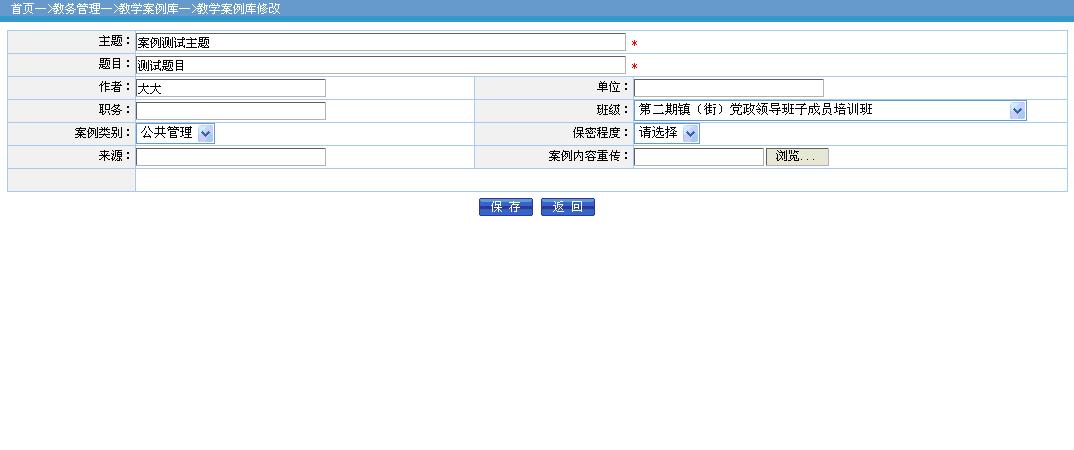 首页—>教务管理—>教学案例库—>教学案例库修改
主题： 案例测试主题 *
题目： 测试题目 *
作者： 犬犬 单位：
职务： 班级： 第二期镇（街）党政领导班子成员培训班
案例类别： 公共管理 保密程度： 请选择
来源： 案例内容重传： 浏览...
保 存 返 回